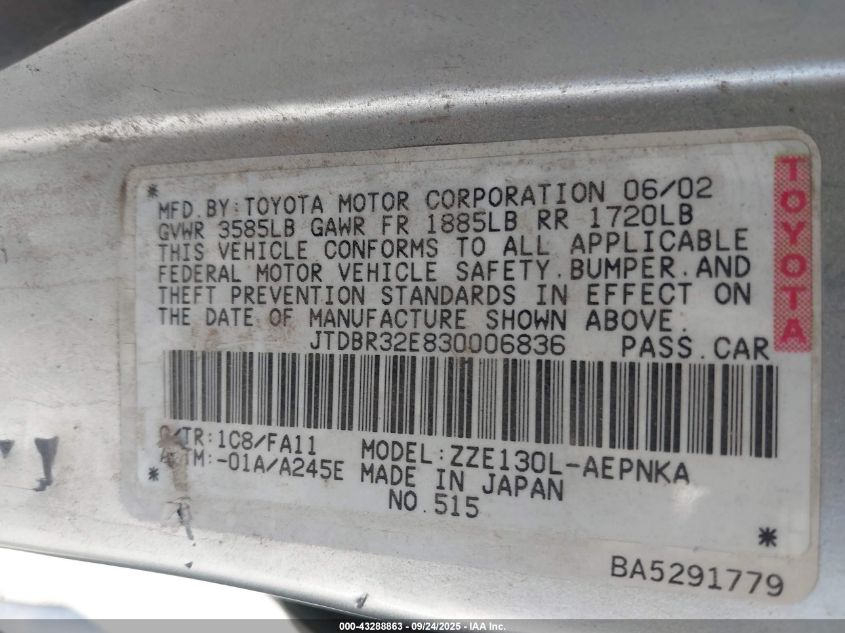 * MFD.BY:TOYOTA MOTOR CORPORATION 06/02
GVWR 3585LB GAWR FR 1885LB RR 1720LB
THIS VEHICLE CONFORMS TO ALL APPLICABLE
FEDERAL MOTOR VEHICLE SAFETY.BUMPER.AND
THEFT PREVENTION STANDARDS IN EFFECT ON
THE DATE OF MANUFACTURE SHOWN ABOVE.
JTDBR32E830006836 PASS.CAR
TOYOTA
C/TR:1C8/FA11 MODEL:ZZE130L-AEPNKA
A/TM:-01A/A245E MADE IN JAPAN
* NO.515 *
BA5291779
000-43288863 - 09/24/2025 - IAA Inc.